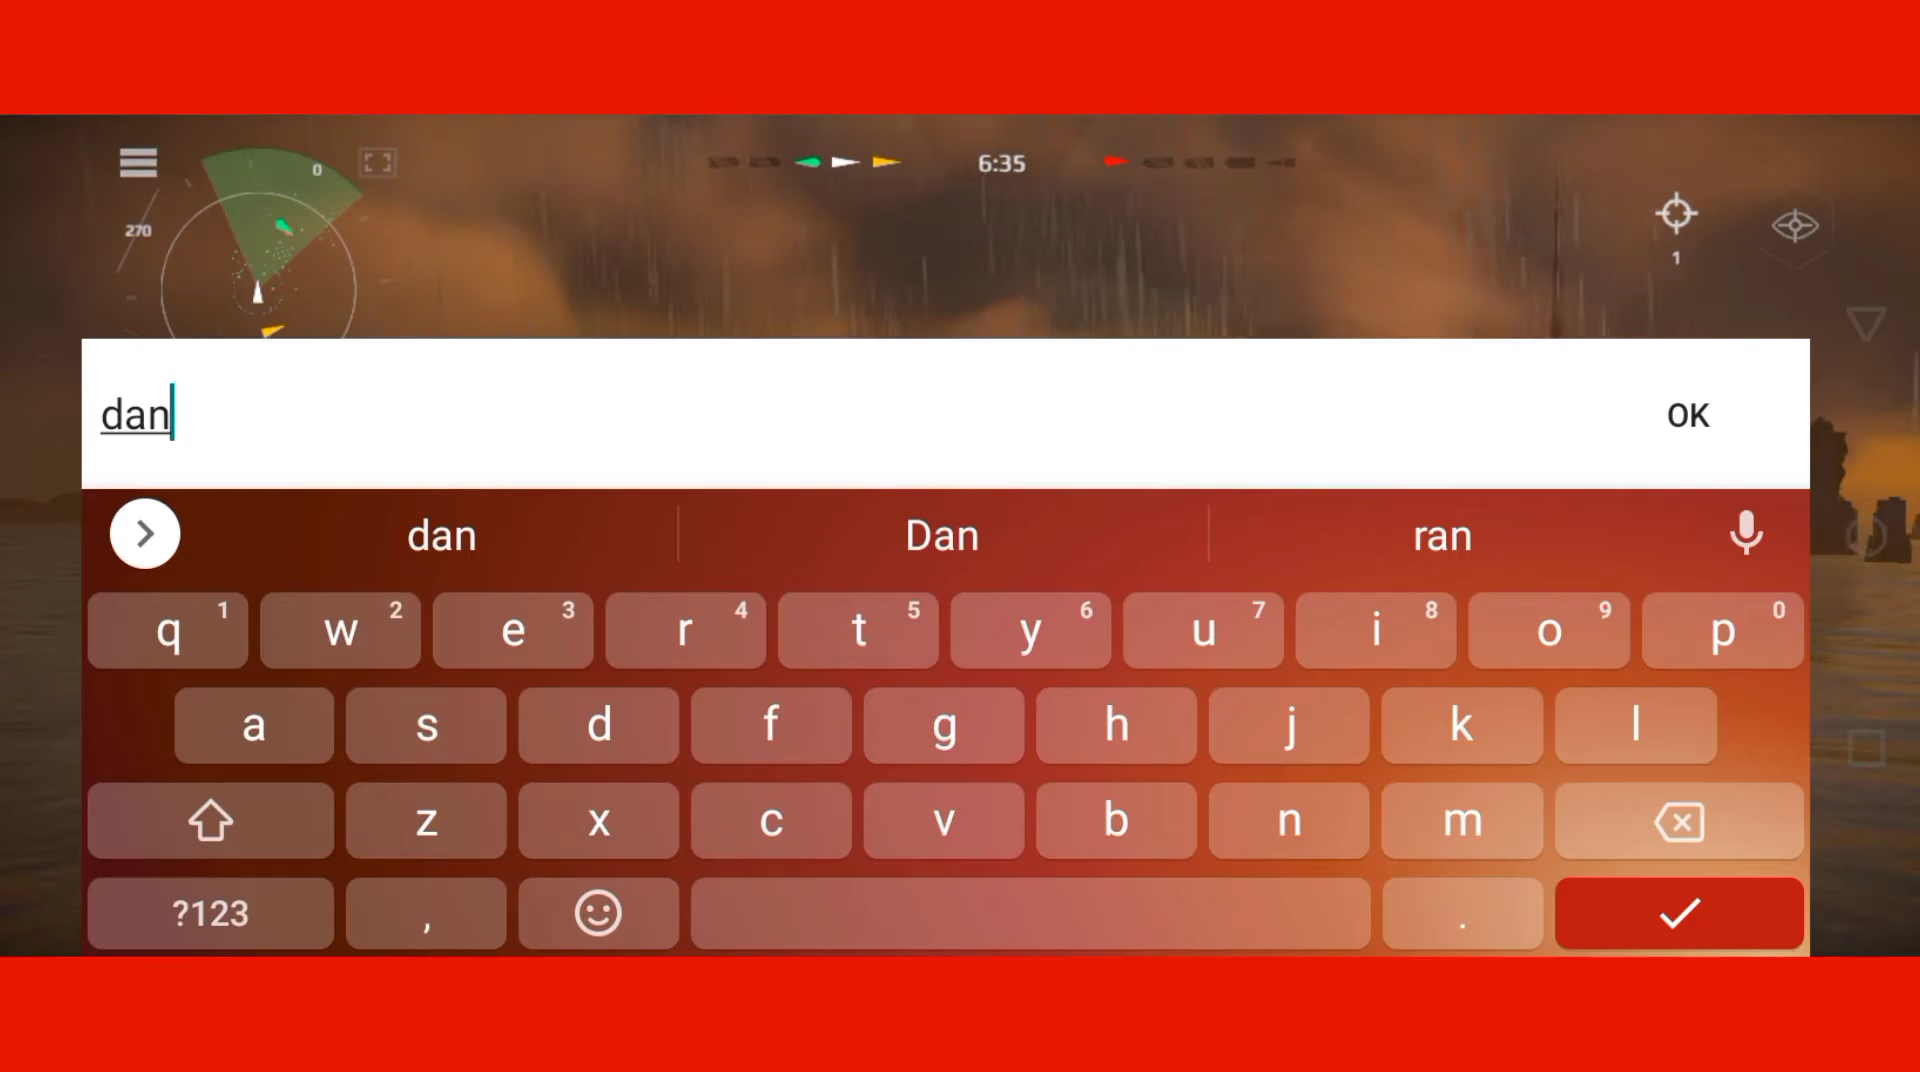 0
6:35
270
1
dan
OK
dan Dan ran
q 1 w 2 e 3 r 4 t 5 y 6 u 7 i 8 o 9 p 0
a s d f g h j k l
z x c v b n m
?123 , .